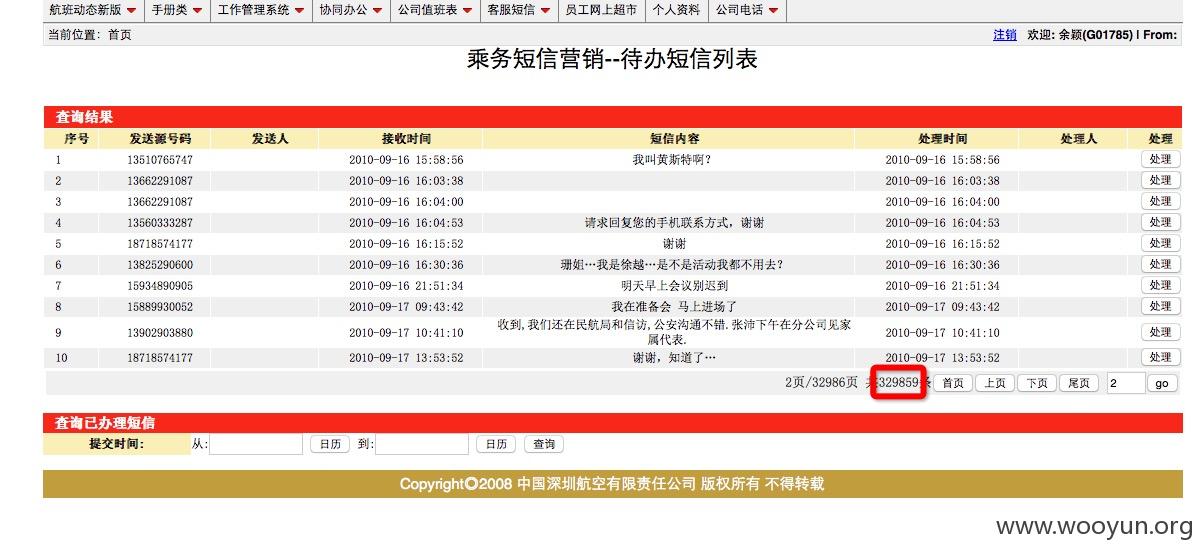 航班动态新版 手册类 工作管理系统 协同办公 公司值班表 客服短信 员工网上超市 个人资料 公司电话
当前位置: 首页 注销 欢迎: 余颖(G01785) | From:
乘务短信营销--待办短信列表
查询结果
序号 发送源号码 发送人 接收时间 短信内容 处理时间 处理人 处理
1 13510765747 2010-09-16 15:58:56 我叫黄斯特啊? 2010-09-16 15:58:56 处理
2 13662291087 2010-09-16 16:03:38 2010-09-16 16:03:38 处理
3 13662291087 2010-09-16 16:04:00 2010-09-16 16:04:00 处理
4 13560333287 2010-09-16 16:04:53 请求回复您的手机联系方式，谢谢 2010-09-16 16:04:53 处理
5 18718574177 2010-09-16 16:15:52 谢谢 2010-09-16 16:15:52 处理
6 13825290600 2010-09-16 16:30:36 珊姐…我是徐越…是不是活动我都不用去? 2010-09-16 16:30:36 处理
7 15934890905 2010-09-16 21:51:34 明天早上会议别迟到 2010-09-16 21:51:34 处理
8 15889930052 2010-09-17 09:43:42 我在准备会 马上进场了 2010-09-17 09:43:42 处理
9 13902903880 2010-09-17 10:41:10 收到,我们还在民航局和信访,公安沟通不错.张沛下午在分公司见家 2010-09-17 10:41:10 处理
属代表.
10 18718574177 2010-09-17 13:53:52 谢谢，知道了… 2010-09-17 13:53:52 处理
2页/32986页 共329859条 首页 上页 下页 尾页 2 go
查询已办理短信
提交时间: 从: 日历 到: 日历 查询
Copyright©2008 中国深圳航空有限责任公司 版权所有 不得转载
www.wooyun.org